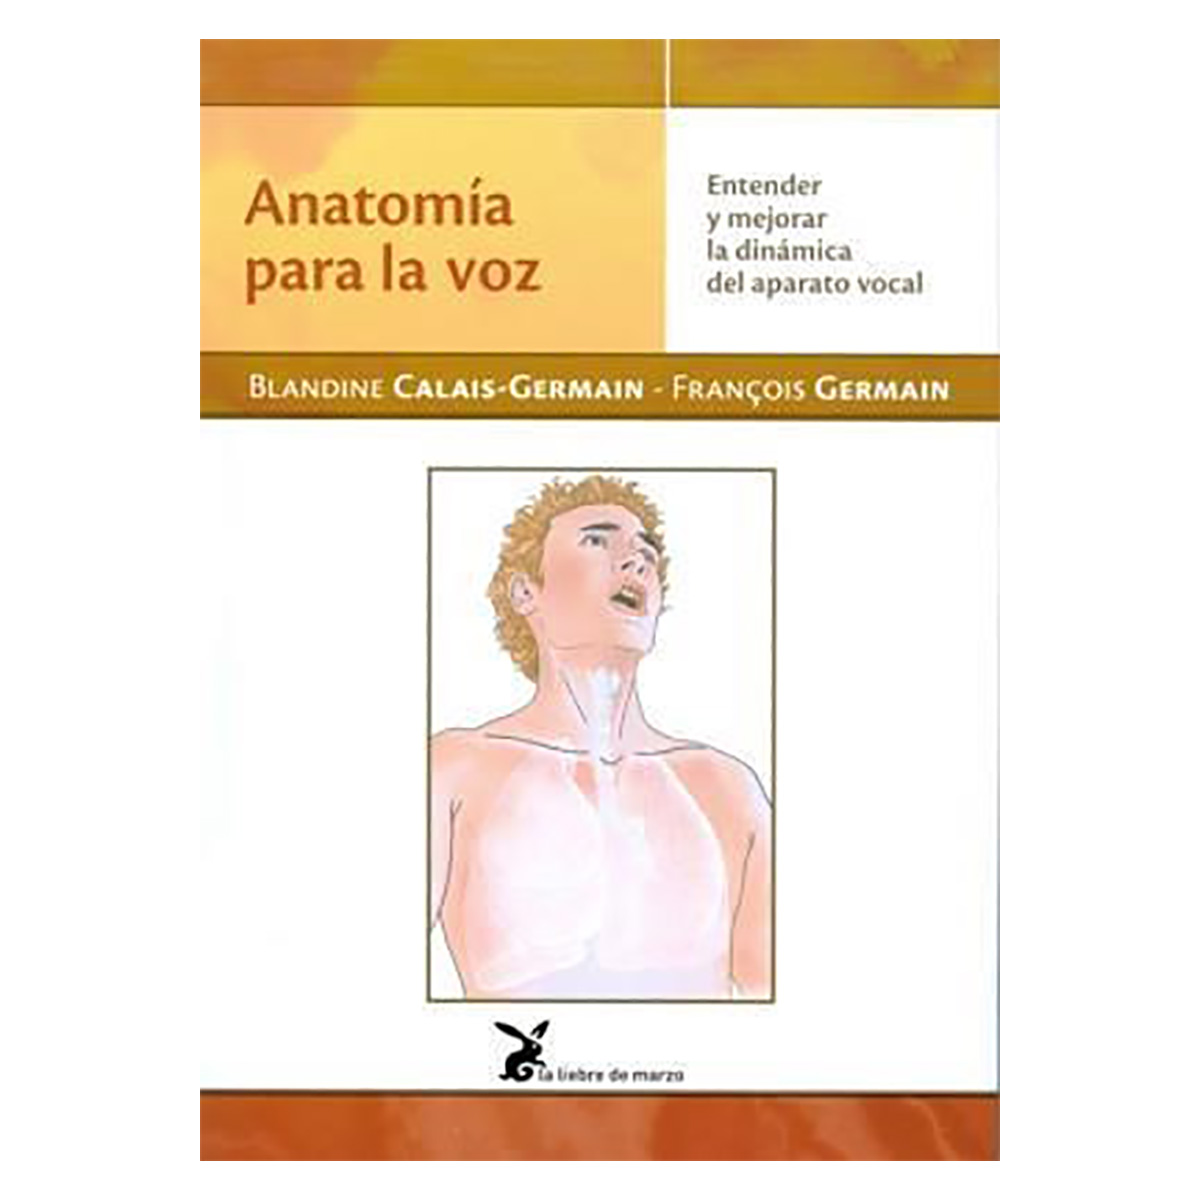 Anatomía
para la voz
Entender
y mejorar
la dinámica
del aparato vocal
BLANDINE CALAIS-GERMAIN - FRANÇOIS GERMAIN
la liebre de marzo